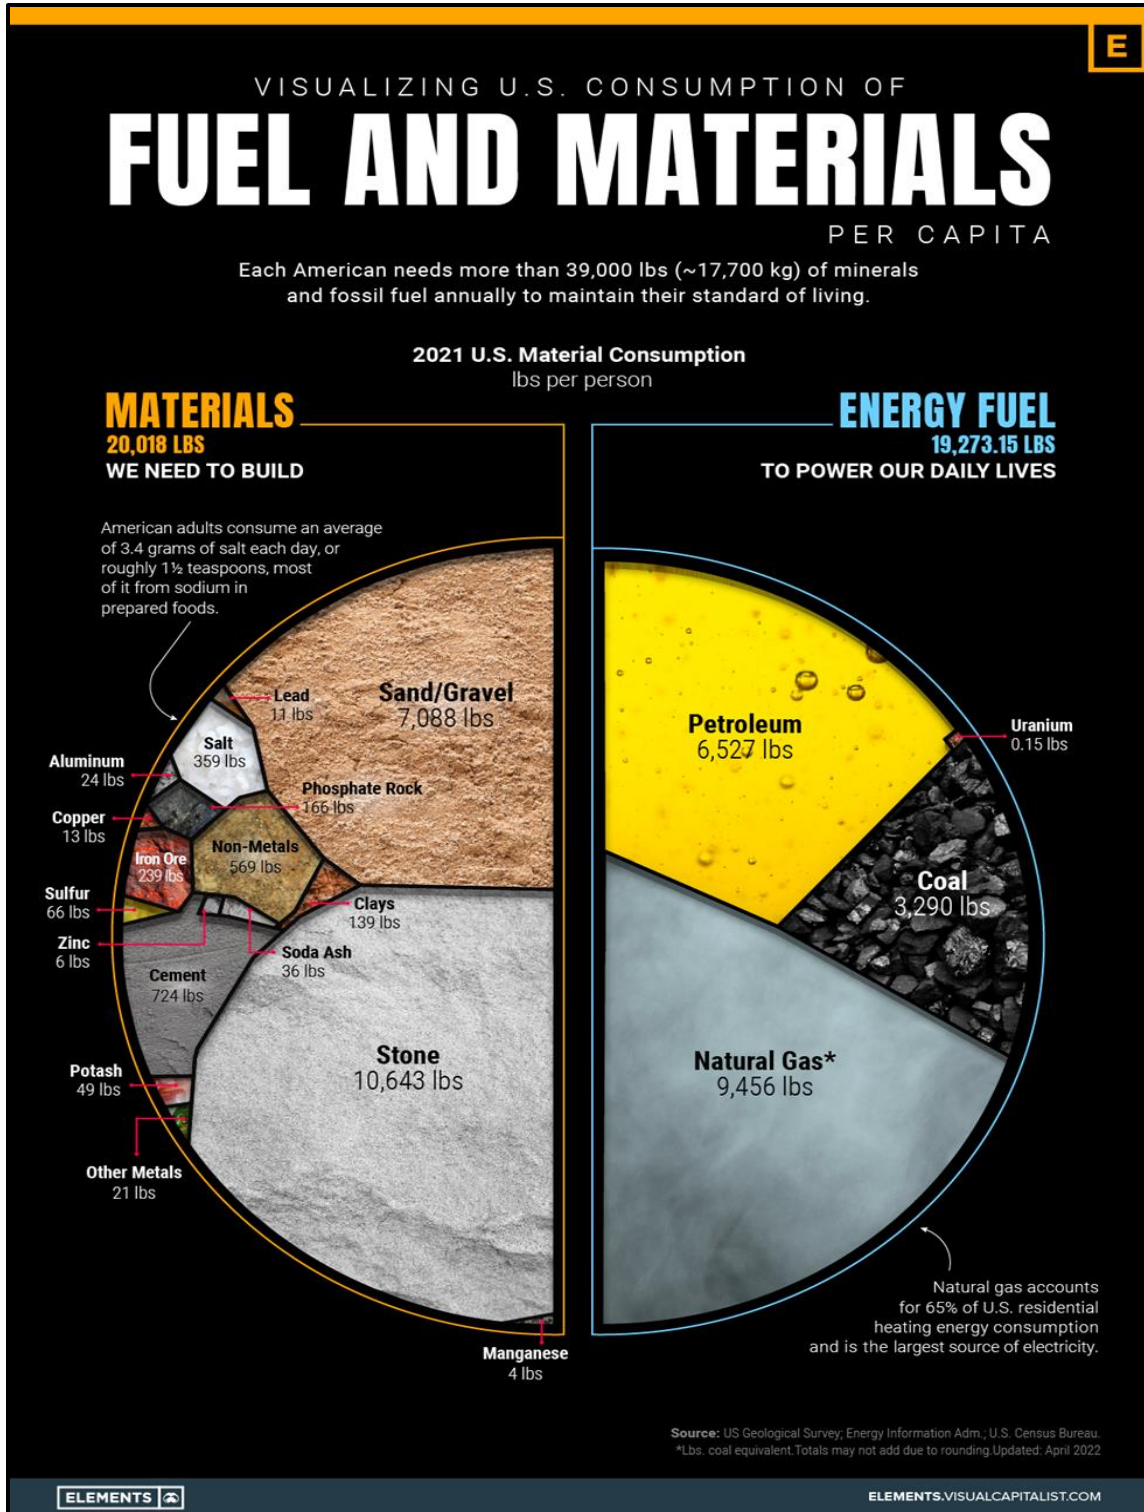 E
VISUALIZING U.S. CONSUMPTION OF
FUEL AND MATERIALS
PER CAPITA
Each American needs more than 39,000 lbs (~17,700 kg) of minerals
and fossil fuel annually to maintain their standard of living.
2021 U.S. Material Consumption
lbs per person
MATERIALS
20,018 LBS
WE NEED TO BUILD
ENERGY FUEL
19,273.15 LBS
TO POWER OUR DAILY LIVES
American adults consume an average
of 3.4 grams of salt each day, or
roughly 1½ teaspoons, most
of it from sodium in
prepared foods.
Lead
11 lbs
Sand/Gravel
7,088 lbs
Salt
359 lbs
Aluminum
24 lbs
Phosphate Rock
166 lbs
Copper
13 lbs
Non-Metals
569 lbs
Iron Ore
239 lbs
Sulfur
66 lbs
Clays
139 lbs
Zinc
6 lbs
Soda Ash
36 lbs
Cement
724 lbs
Stone
10,643 lbs
Potash
49 lbs
Other Metals
21 lbs
Manganese
4 lbs
Petroleum
6,527 lbs
Uranium
0.15 lbs
Coal
3,290 lbs
Natural Gas*
9,456 lbs
Natural gas accounts
for 65% of U.S. residential
heating energy consumption
and is the largest source of electricity.
Source: US Geological Survey; Energy Information Adm.; U.S. Census Bureau.
*Lbs. coal equivalent.Totals may not add due to rounding.Updated: April 2022
ELEMENTS
ELEMENTS.VISUALCAPITALIST.COM